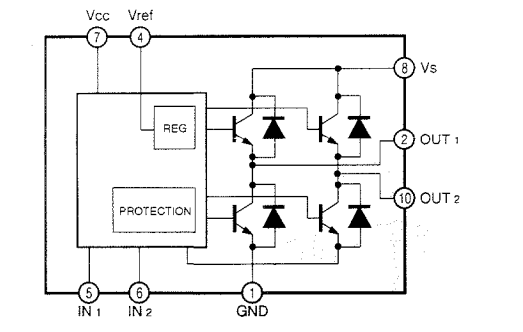 Vcc Vref
7 4
8 Vs
REG
2 OUT 1
PROTECTION
10 OUT 2
5 6 1
IN 1 IN 2 GND